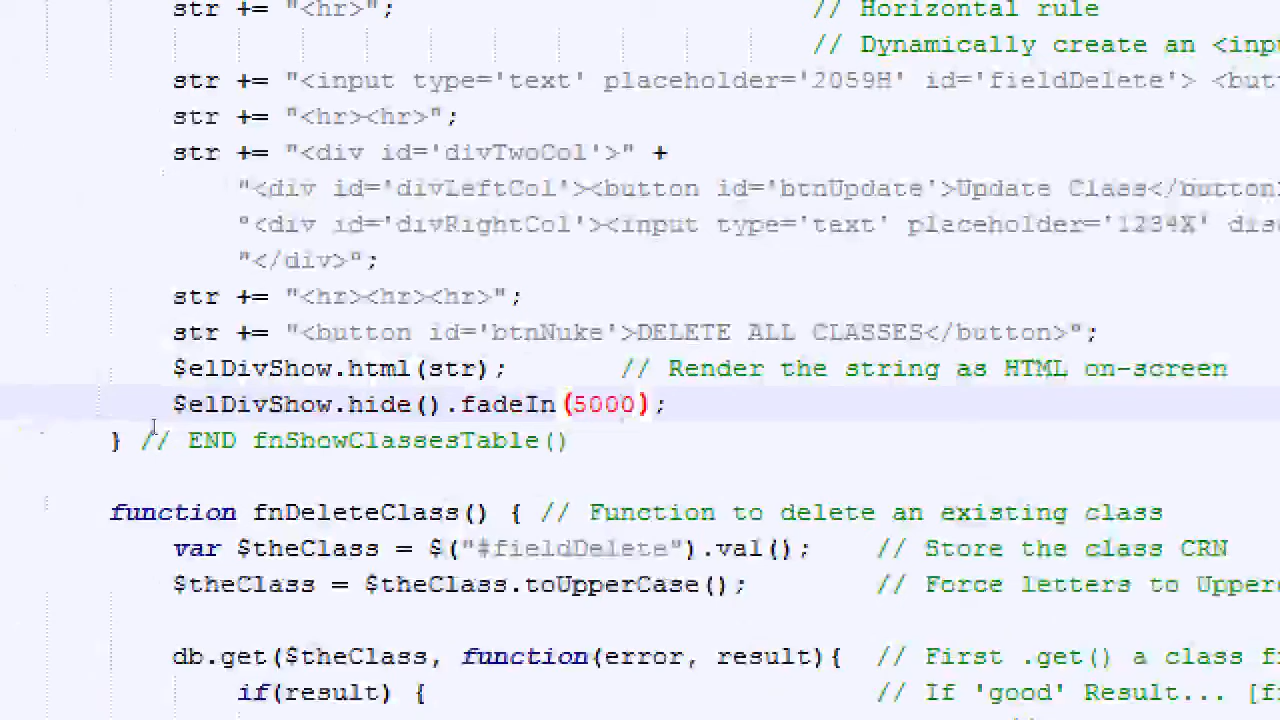 str += "<hr>"; // Horizontal rule
// Dynamically create an <inpu
str += "<input type='text' placeholder='2059H' id='fieldDelete'> <but
str += "<hr><hr>";
str += "<div id='divTwoCol'>" +
"<div id='divLeftCol'><button id='btnUpdate'>Update Class</button>
"<div id='divRightCol'><input type='text' placeholder='1234X' dis
"</div>";
str += "<hr><hr><hr>";
str += "<button id='btnNuke'>DELETE ALL CLASSES</button>";
$elDivShow.html(str); // Render the string as HTML on-screen
$elDivShow.hide().fadeIn(5000);
} // END fnShowClassesTable()
function fnDeleteClass() { // Function to delete an existing class
var $theClass = $("#fieldDelete").val(); // Store the class CRN
$theClass = $theClass.toUpperCase(); // Force letters to Upper
db.get($theClass, function(error, result){ // First .get() a class f
if(result) { // If 'good' Result... [f